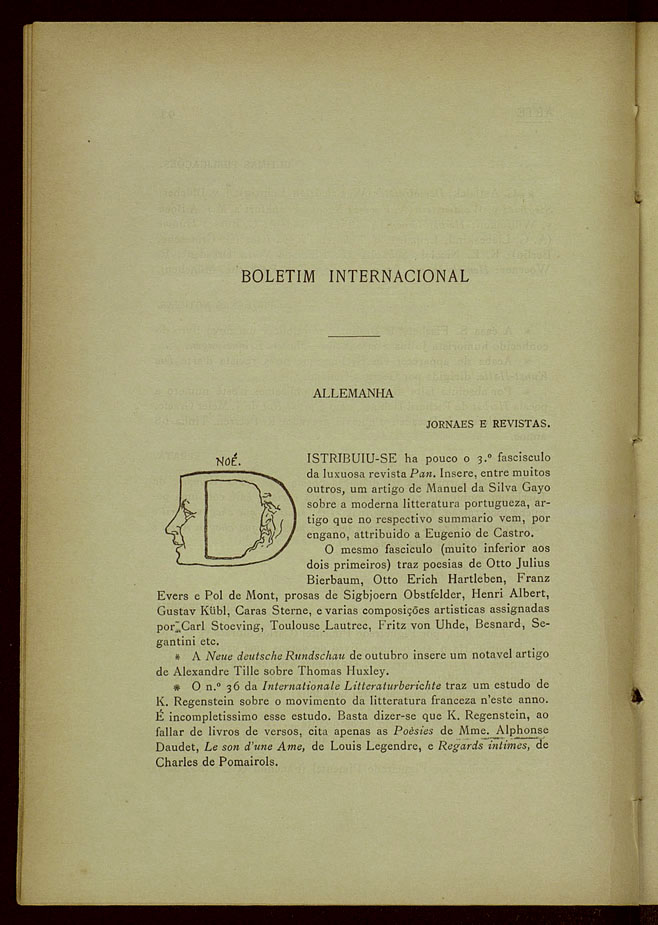 BOLETIM INTERNACIONAL
ALLEMANHA
JORNAES E REVISTAS.
NOÉ.
DISTRIBUIU-SE ha pouco o 3.º fascisculo
da luxuosa revista Pan. Insere, entre muitos
outros, um artigo de Manuel da Silva Gayo
sobre a moderna litteratura portugueza, ar-
tigo que no respectivo summario vem, por
engano, attribuido a Eugenio de Castro.
O mesmo fasciculo (muito inferior aos
dois primeiros) traz poesias de Otto Julius
Bierbaum, Otto Erich Hartleben, Franz
Evers e Pol de Mont, prosas de Sigbjoern Obstfelder, Henri Albert,
Gustav Kübl, Caras Sterne, e varias composições artisticas assignadas
por Carl Stoeving, Toulouse Lautrec, Fritz von Uhde, Besnard, Se-
gantini etc.
* A Neue deutsche Rundschau de outubro insere um notavel artigo
de Alexandre Tille sobre Thomas Huxley.
* O n.º 36 da Internationale Litteraturberichte traz um estudo de
K. Regenstein sobre o movimento da litteratura franceza n'este anno.
É incompletissimo esse estudo. Basta dizer-se que K. Regenstein, ao
fallar de livros de versos, cita apenas as Poèsies de Mme. Alphonse
Daudet, Le son d'une Ame, de Louis Legendre, e Regards intimes, de
Charles de Pomairols.